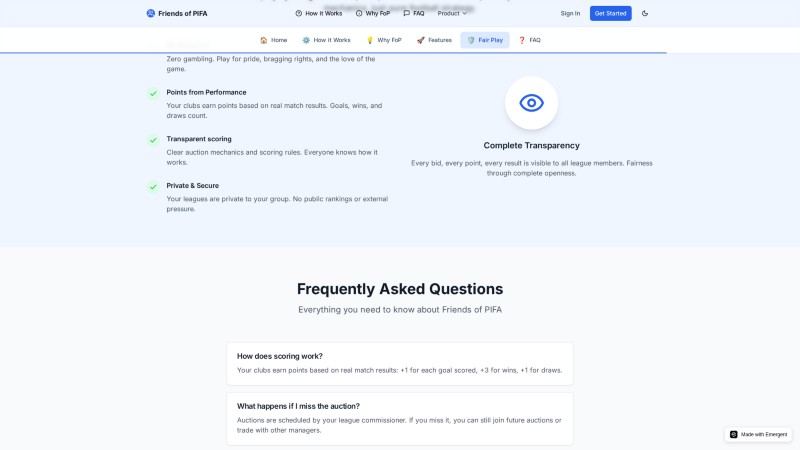 Friends of PIFA
How it Works
Why FoP
FAQ
Product
Sign In
Get Started
Home
How it Works
Why FoP
Features
Fair Play
FAQ
Zero gambling. Play for pride, bragging rights, and the love of the
game.
Points from Performance
Your clubs earn points based on real match results. Goals, wins, and
draws count.
Transparent scoring
Clear auction mechanics and scoring rules. Everyone knows how it
works.
Private & Secure
Your leagues are private to your group. No public rankings or external
pressure.
Complete Transparency
Every bid, every point, every result is visible to all league members. Fairness
through complete openness.
Frequently Asked Questions
Everything you need to know about Friends of PIFA
How does scoring work?
Your clubs earn points based on real match results: +1 for each goal scored, +3 for wins, +1 for draws.
What happens if I miss the auction?
Auctions are scheduled by your league commissioner. If you miss it, you can still join future auctions or
trade with other managers.
Made with Emergent